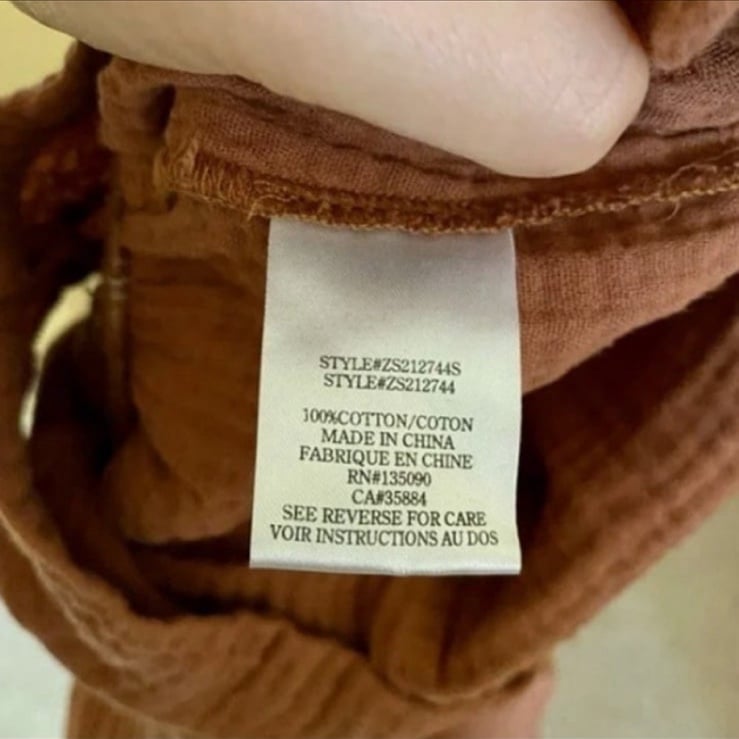 STYLE#ZS212744S
STYLE#ZS212744
100%COTTON/COTON
MADE IN CHINA
FABRIQUE EN CHINE
RN#135090
CA#35884
SEE REVERSE FOR CARE
VOIR INSTRUCTIONS AU DOS